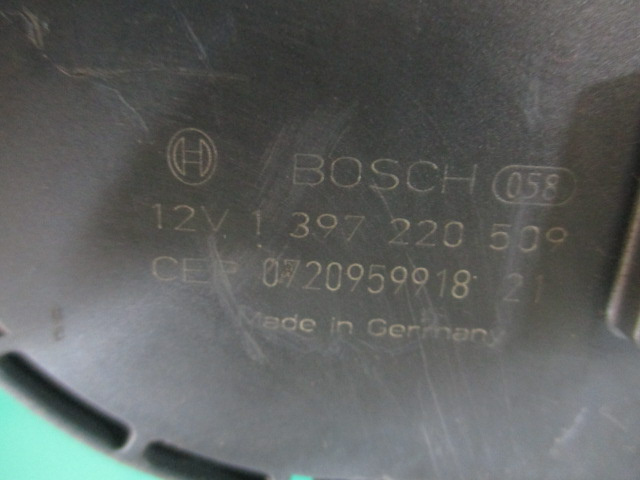 BOSCH 058
12V 1 397 220 509
CEP 0720959918 21
Made in Germany